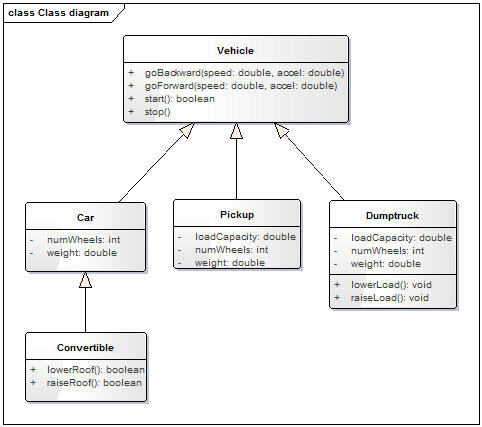 class Class diagram
Vehicle
+ goBackward(speed: double, accel: double)
+ goForward(speed: double, accel: double)
+ start(): boolean
+ stop()
Car
- numWheels: int
- weight: double
Pickup
- loadCapacity: double
- numWheels: int
- weight: double
Dumptruck
- loadCapacity: double
- numWheels: int
- weight: double
+ lowerLoad(): void
+ raiseLoad(): void
Convertible
+ lowerRoof(): boolean
+ raiseRoof(): boolean